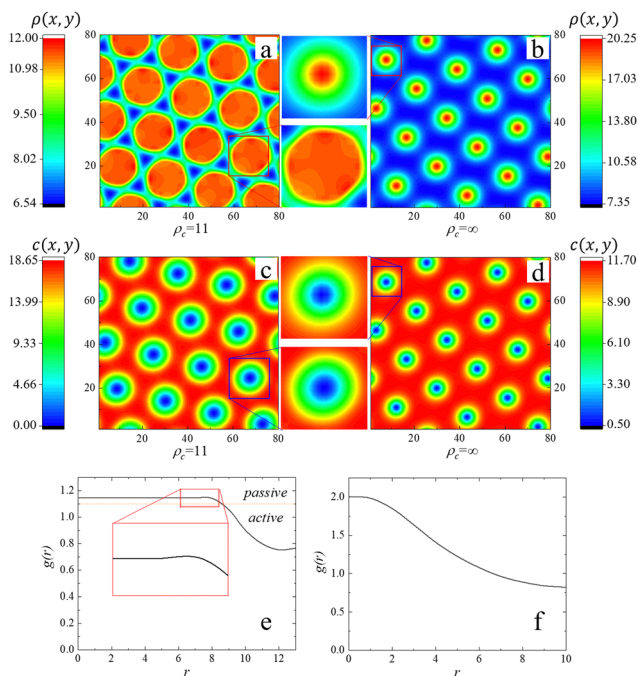 ρ(x, y) ρ(x, y)
12.00 80 a b 80 20.25
10.75 60 60 17.20
9.50 40 40 13.80
8.02 20 20 10.58
6.54 7.35
20 40 60 80 20 40 60 80
ρc=11 ρc=∞
c(x, y) c(x, y)
18.65 80 c d 80 11.70
13.99 60 60 8.90
9.33 40 40 6.10
4.66 20 20 3.30
0.00 0.50
20 40 60 80 20 40 60 80
ρc=11 ρc=∞
1.2 passive
1.0 active
0.8
0.6
0.4
0.2
0.0
g(r)
0 2 4 6 8 10 12
r
e
2.0
1.5
1.0
0.5
0.0
g(r)
0 2 4 6 8 10
r
f